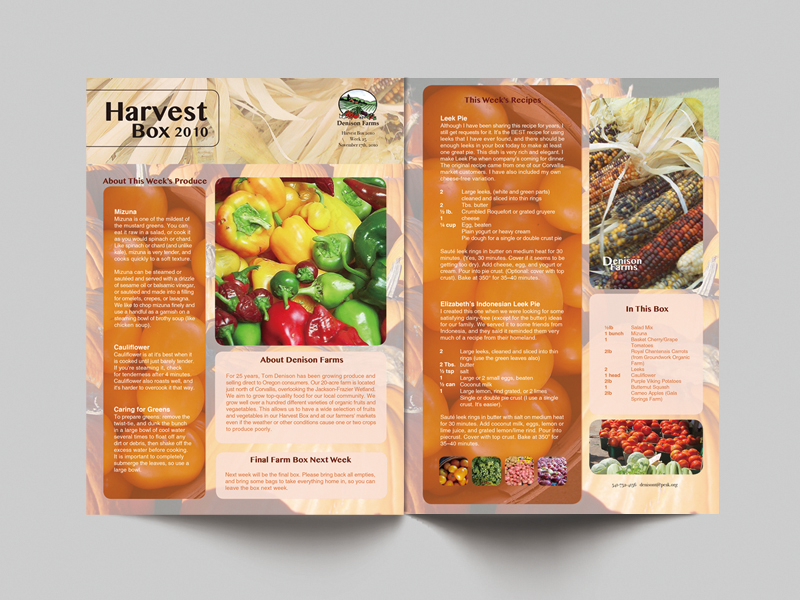 Harvest
Box 2010
Denison Farms
Harvest Box 2010
Week 25
November 17th, 2010
About This Week's Produce
Mizuna
Mizuna is one of the mildest of
the mustard greens. You can
eat it raw in a salad, or cook it
as you would spinach or chard.
Like spinach or chard (and unlike
kale), mizuna is very tender, and
cooks quickly to a soft texture.
Mizuna can be steamed or
sautéed and served with a drizzle
of sesame oil or balsamic vinegar,
or sautéed and made into a filling
for omelets, crepes, or lasagna.
We like to chop mizuna finely and
use a handful as a garnish on a
steaming bowl of brothy soup (like
chicken soup).
Cauliflower
Cauliflower is at it's best when it
is cooked until just barely tender.
If you're steaming it, check
for tenderness after 4 minutes.
Cauliflower also roasts well, and
it's harder to overcook it that way.
Caring for Greens
To prepare greens: remove the
twist-tie, and dunk the bunch
in a large bowl of cool water
several times to float off any
dirt or debris, then shake off the
excess water before cooking.
It is important to completely
submerge the leaves, so use a
large bowl.
About Denison Farms
For 25 years, Tom Denison has been growing produce and
selling direct to Oregon consumers. Our 20-acre farm is located
just north of Corvallis, overlooking the Jackson-Frazier Wetland.
We aim to grow top-quality food for our local community. We
grow well over a hundred different varieties of organic fruits and
vegetables. This allows us to have a wide selection of fruits
and vegetables in our Harvest Box and at our farmers' markets
even if the weather or other conditions cause one or two crops
to produce poorly.
Final Farm Box Next Week
Next week will be the final box. Please bring back all empties,
and bring some bags to take everything home in, so you can
leave the box next week.
This Week's Recipes
Leek Pie
Although I have been sharing this recipe for years, I
still get requests for it. It's the BEST recipe for using
leeks that I have ever found, and there should be
enough leeks in your box today to make at least
one great pie. This dish is very rich and elegant. I
make Leek Pie when company's coming for dinner.
The original recipe came from one of our Corvallis
market customers. I have also included my own
cheese-free variation.
2 Large leeks, (white and green parts)
cleaned and sliced into thin rings
3 Tbs. butter
½ lb. Crumbled Roquefort or grated gruyere
1 cheese
¼ cup Egg, beaten
Plain yogurt or heavy cream
Pie dough for a single or double crust pie
Sauté leek rings in butter on medium heat for 30
minutes. (Yes, 30 minutes. Cover if it seems to be
getting too dry). Add cheese, egg, and yogurt or
cream. Pour into pie crust. (Optional: cover with top
crust). Bake at 350° for 35–40 minutes.
Elizabeth's Indonesian Leek Pie
I created this one when we were looking for some
satisfying dairy-free (except for the butter) ideas
for our family. We served it to some friends from
Indonesia, and they said it reminded them very
much of a recipe from their homeland.
2 Large leeks, cleaned and sliced into thin
rings (use the green leaves also)
2 Tbs. butter
½ tsp salt
2 Large or 2 small eggs, beaten
½ can Coconut milk
1 Large lemon, rind grated, or 2 limes
Single or double pie crust (I use a single
crust. It's easier).
Sauté leek rings in butter with salt on medium heat
for 30 minutes. Add coconut milk, eggs, lemon or
lime juice, and grated lemon/lime rind. Pour into
piecrust. Cover with top crust. Bake at 350° for
35–40 minutes.
Denison
Farms
In This Box
½lb Salad Mix
1 bunch Mizuna
1 Basket Cherry/Grape
Tomatoes
2lb Royal Chantenay Carrots
(from Groundwork Organic
Farm)
2 Leeks
1 head Cauliflower
2lb Purple Viking Potatoes
1 Butternut Squash
2lb Cameo Apples (Gala
Springs Farm)
denison@peak.org